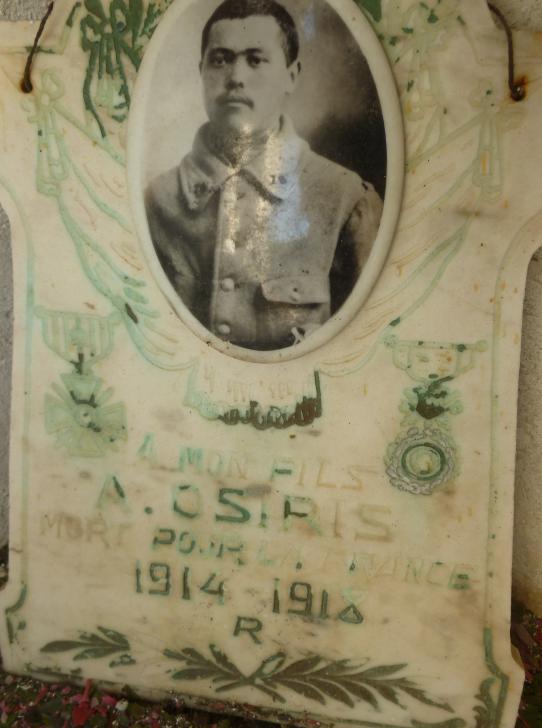 A MON FILS
A. OSIRIS
MORT POUR LA FRANCE
1914 1918
R